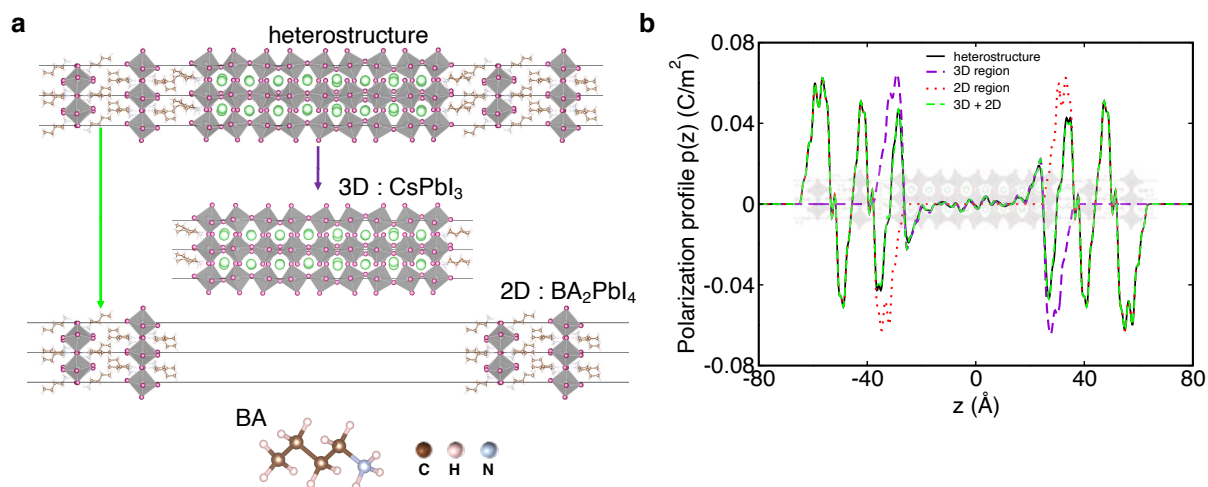 a
heterostructure
3D : CsPbI₃
2D : BA₂PbI₄
BA
C H N
b
Polarization profile p(z) (C/m²)
0.08
0.04
0
-0.04
-0.08
heterostructure
3D region
2D region
3D + 2D
-80 -40 0 40 80
z (Å)